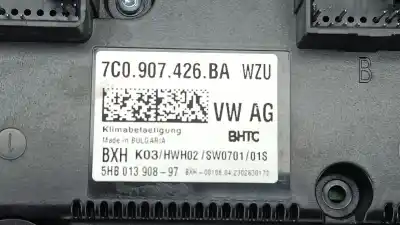 7C0.907.426.BA WZU
VW AG
Klimabetaetigung
Made in BULGARIA
BHTC
BXH K03/HWH02/SW0701/01S
5HB 013 908-97
B